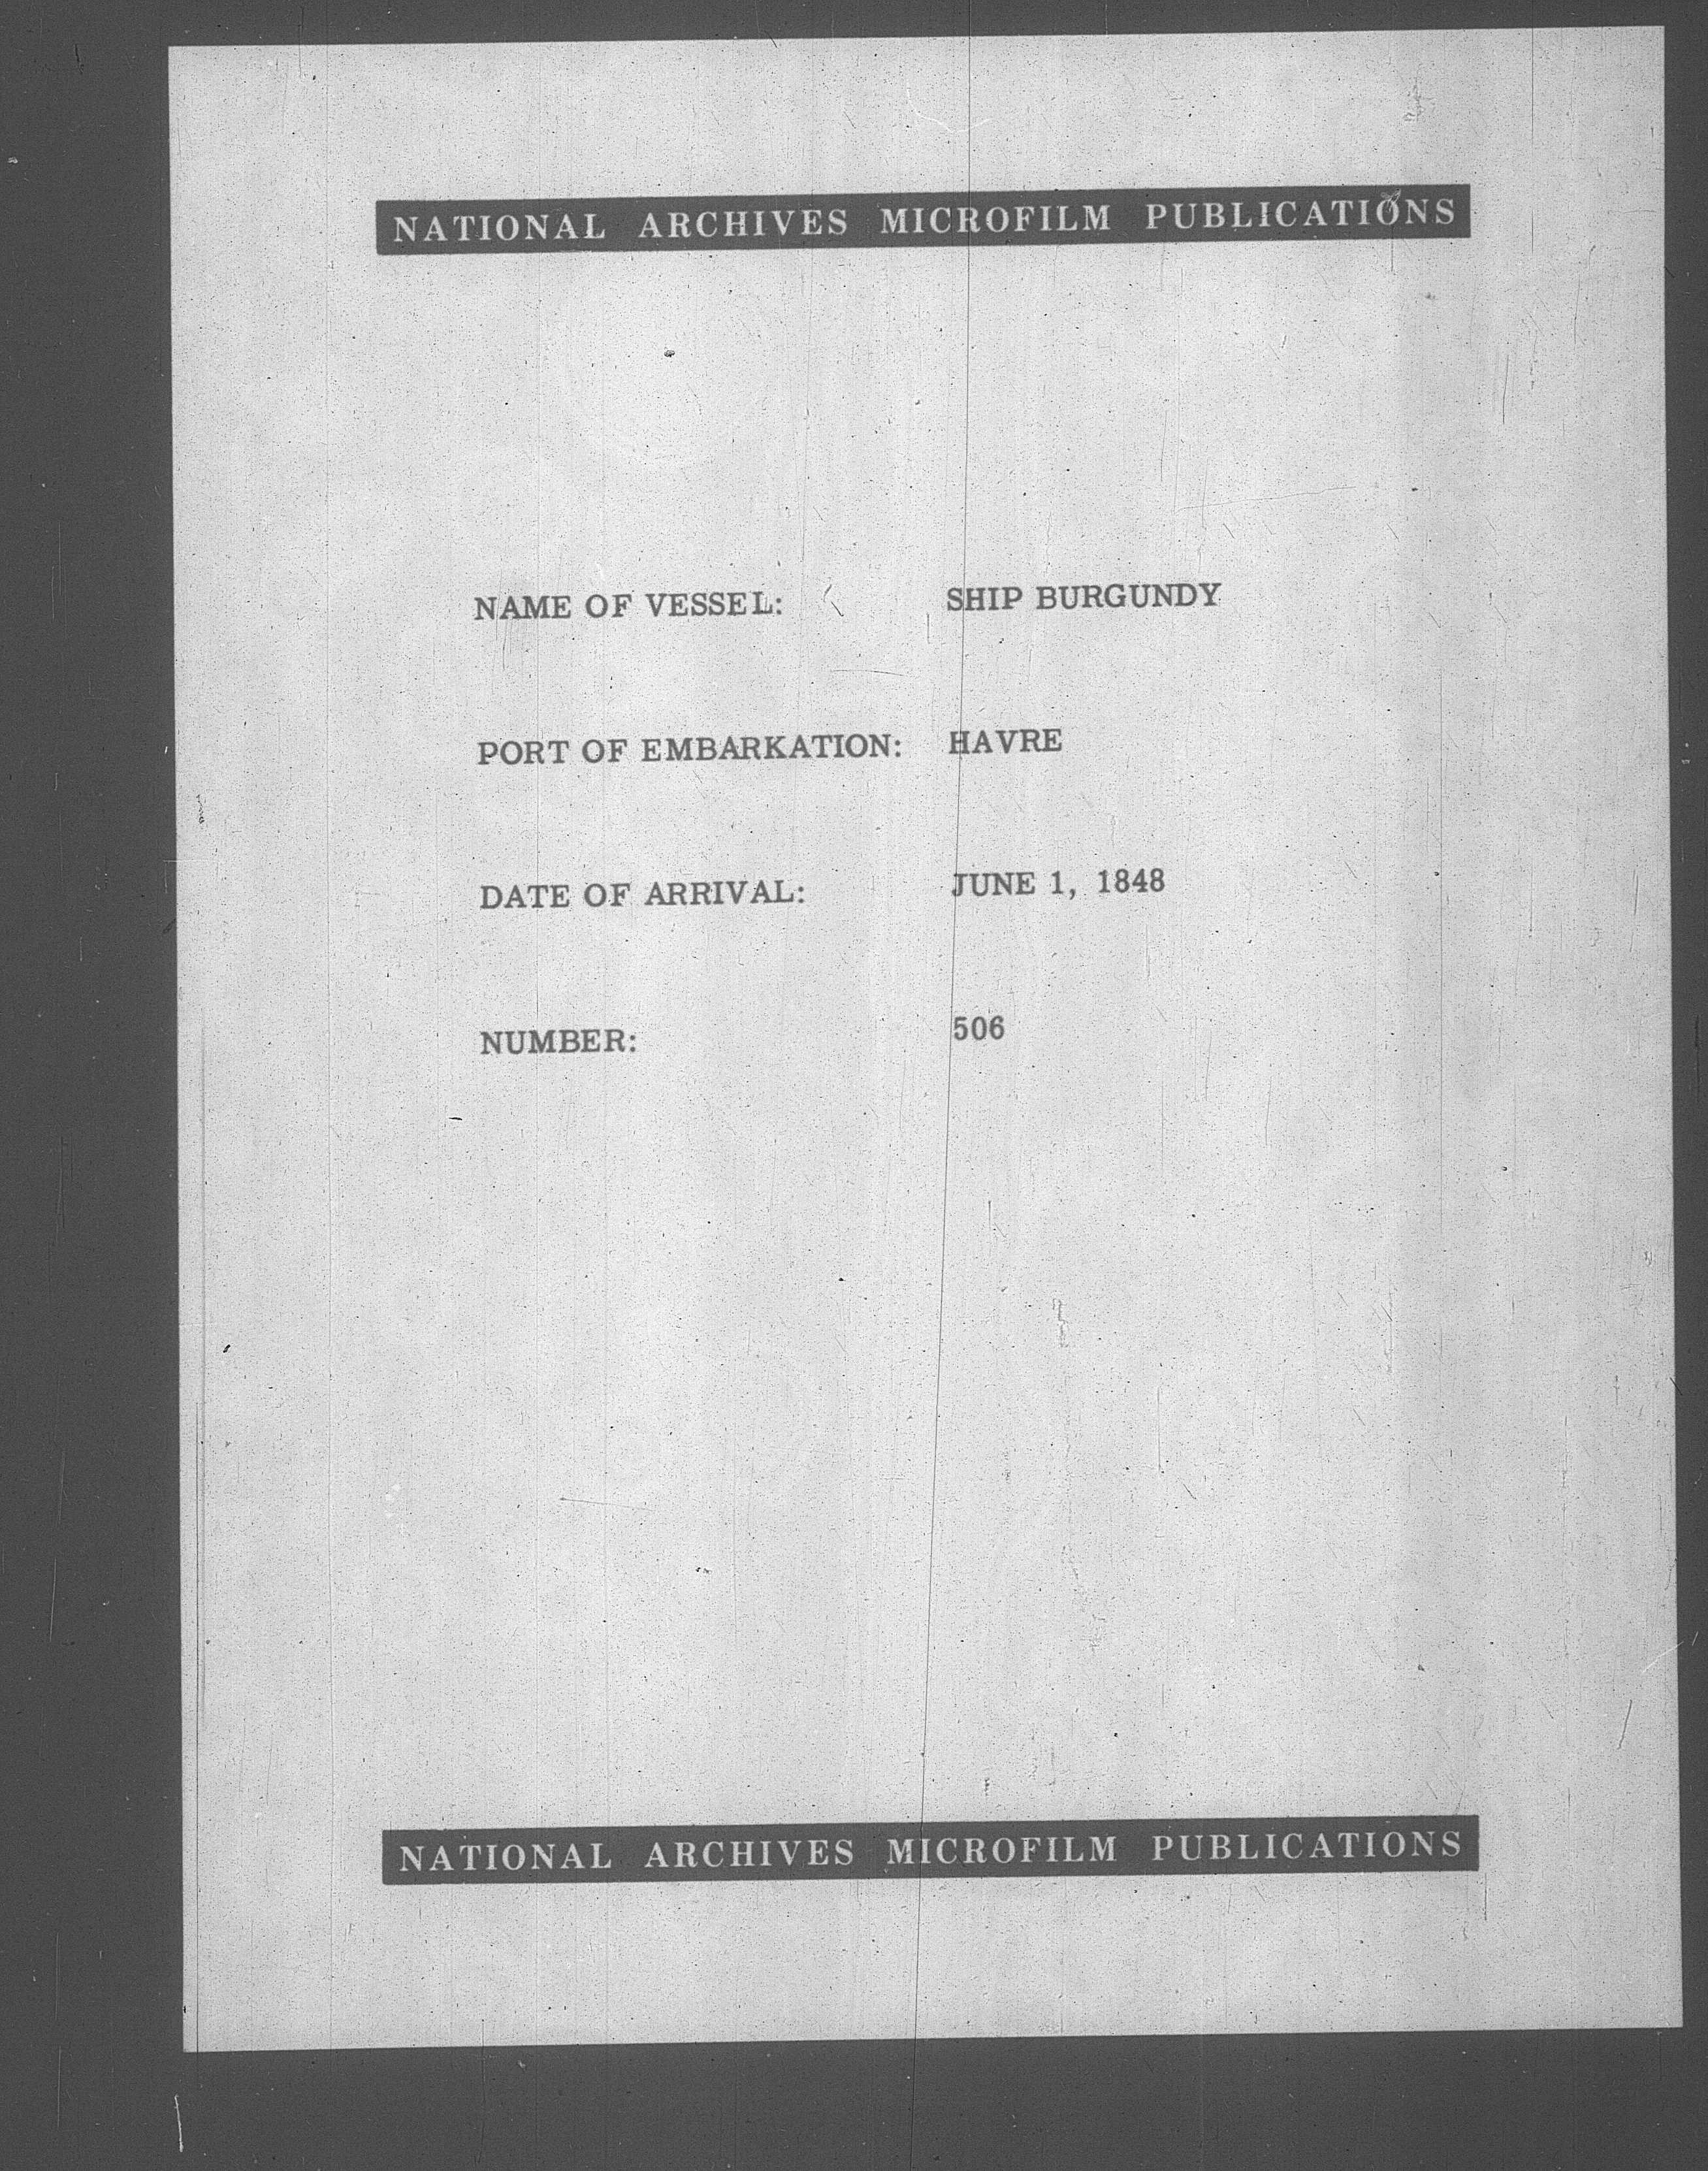 NATIONAL ARCHIVES MICROFILM PUBLICATIONS
NAME OF VESSEL: SHIP BURGUNDY
PORT OF EMBARKATION: HAVRE
DATE OF ARRIVAL: JUNE 1, 1848
NUMBER: 506
NATIONAL ARCHIVES MICROFILM PUBLICATIONS